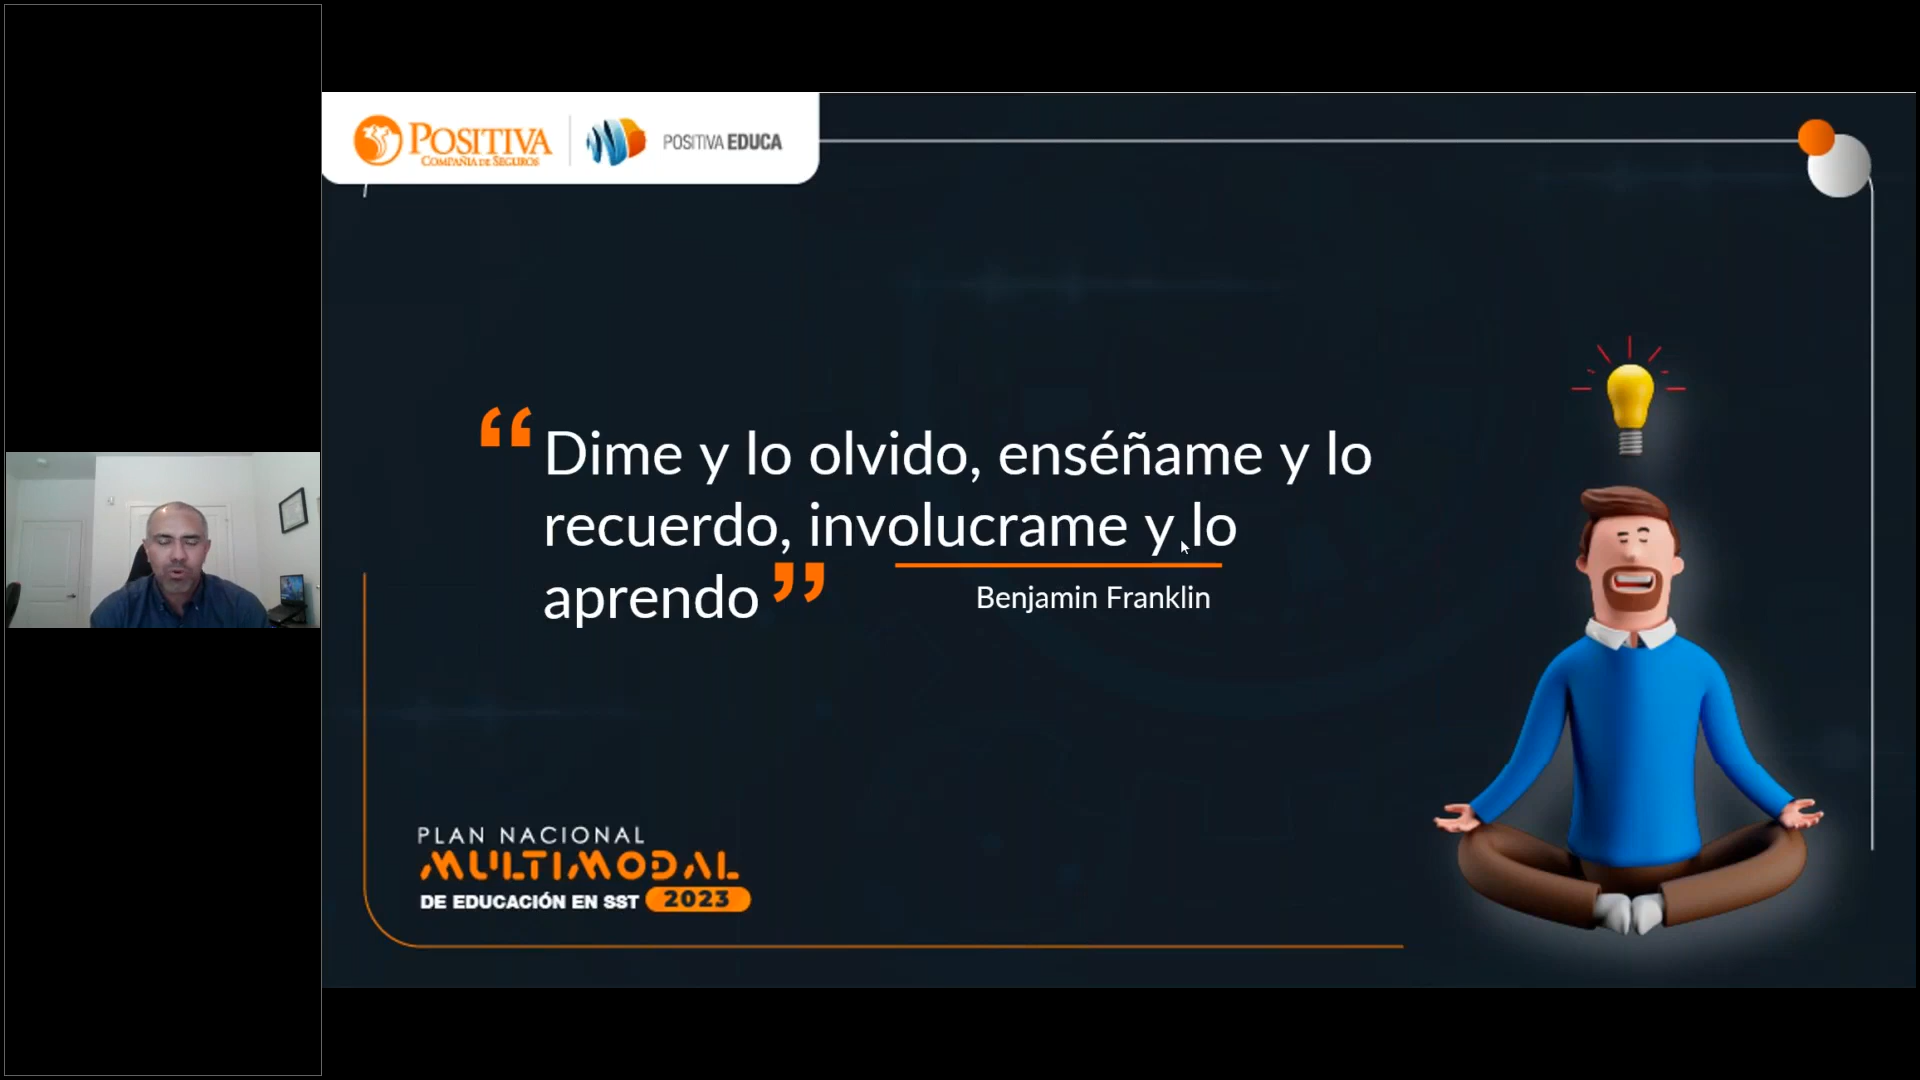 POSITIVA
COMPAÑIA DE SEGUROS
POSITIVA EDUCA
“Dime y lo olvido, enséñame y lo
recuerdo, involucrame y lo
aprendo”
Benjamin Franklin
PLAN NACIONAL
MULTIMODAL
DE EDUCACIÓN EN SST 2023